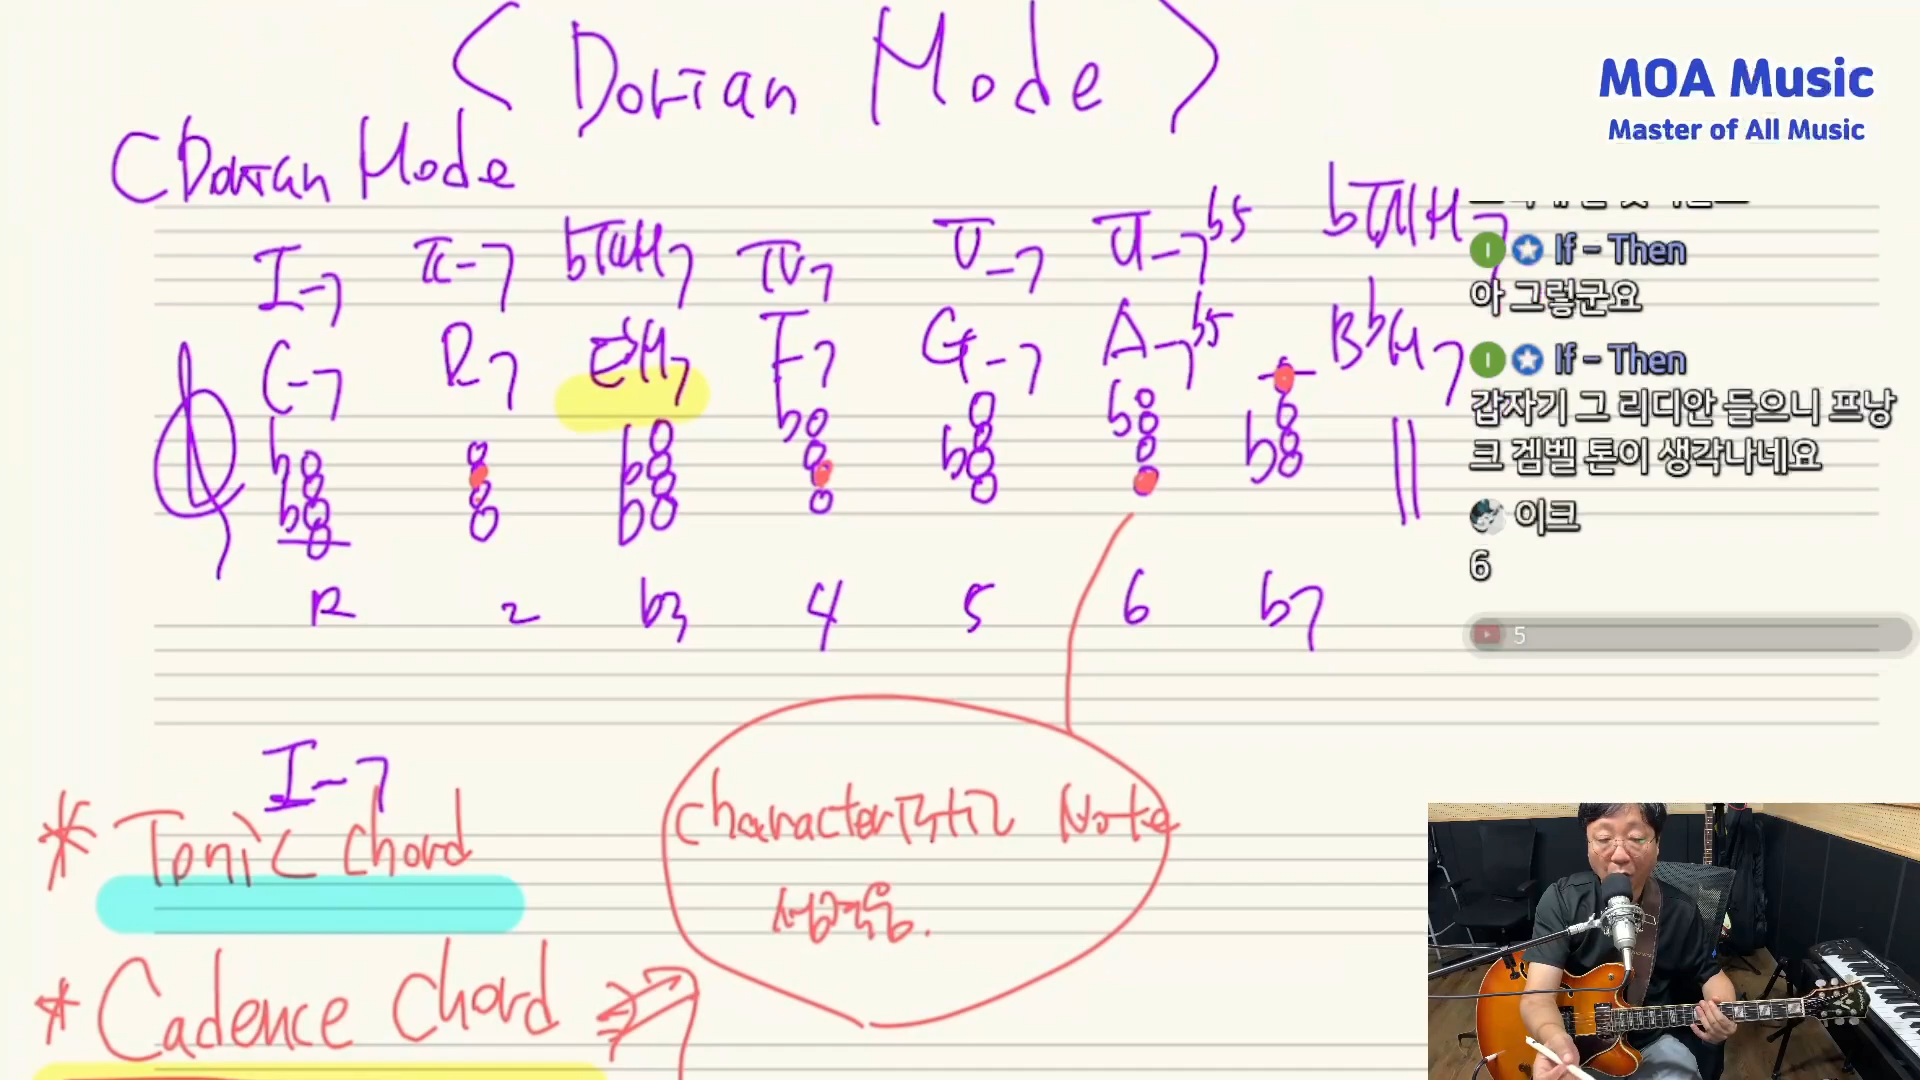 < Dorian Mode >
MOA Music
Master of All Music
C Dorian Mode
I-7 II-7 bIIIM7 IV7 V-7 VI-7b5 bVIIM7
C-7 D7 EbM7 F7 G-7 A-7b5 BbM7
R 2 b3 4 5 6 b7
I If - Then
아 그렇군요
I If - Then
갑자기 그 리디안 들으니 프낭
크 겜벨 톤이 생각나네요
이크
6
5
I-7
* Tonic Chord
Characteristic Note
성격음.
* Cadence Chord